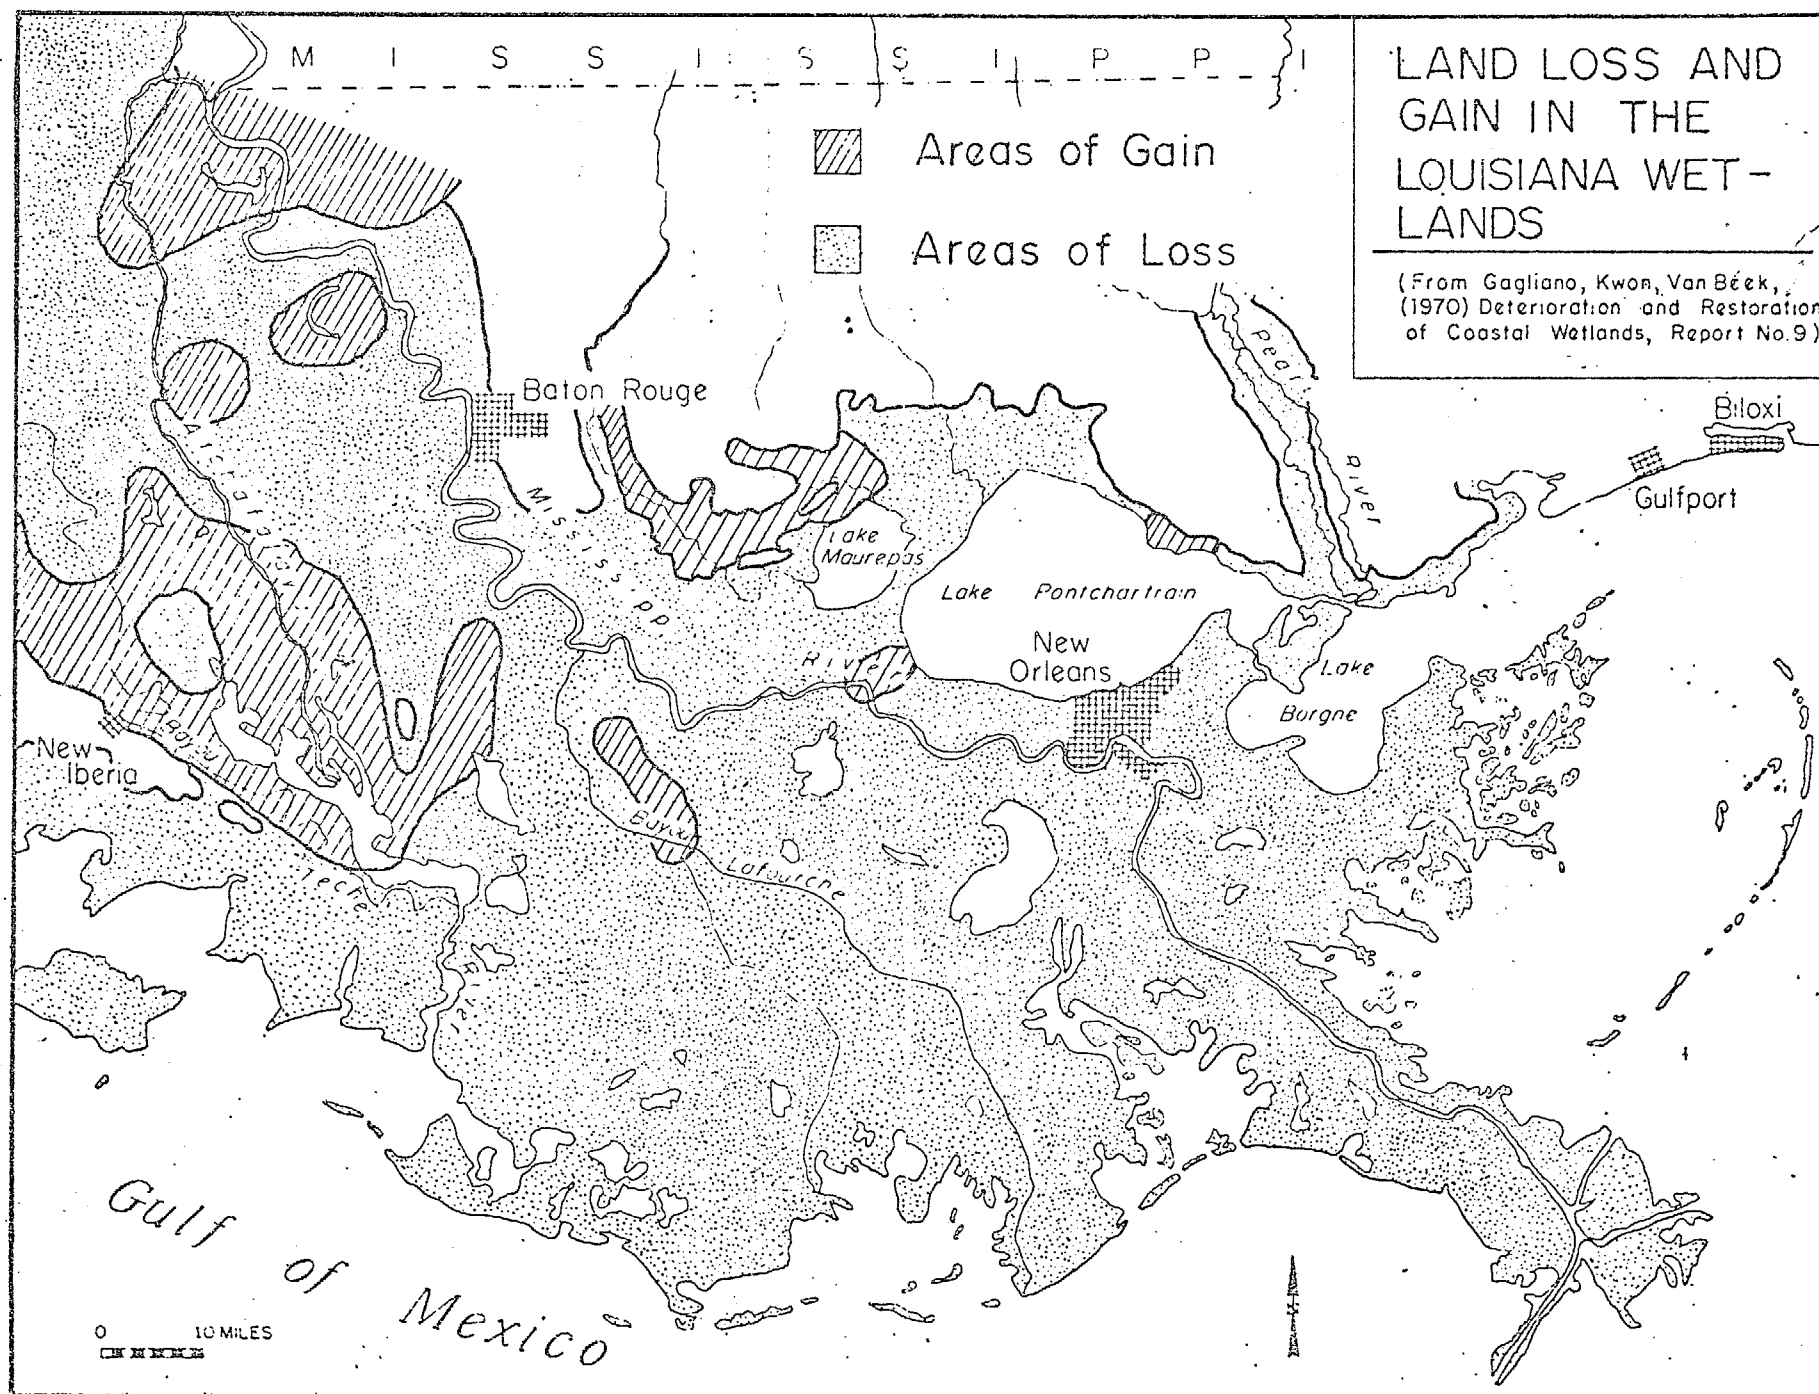 M I S S I S S I P P I
LAND LOSS AND
GAIN IN THE
LOUISIANA WET-
LANDS
(From Gagliano, Kwon, Van Beek,
(1970) Deterioration and Restoration
of Coastal Wetlands, Report No. 9)
Areas of Gain
Areas of Loss
Pearl River
Baton Rouge
Biloxi
Gulfport
Mississippi River
Lake
Maurepas
Lake Pontchartrain
New
Orleans
Lake
Borgne
New
Iberia
Bayou
Teche
Bayou
Lafourche
Gulf of Mexico
0 10 MILES